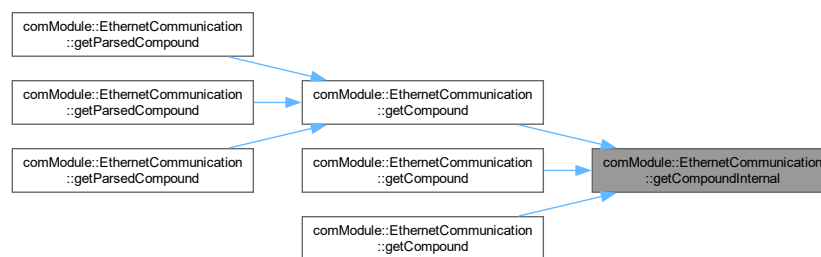 comModule::EthernetCommunication
::getParsedCompound
comModule::EthernetCommunication
::getParsedCompound
comModule::EthernetCommunication
::getParsedCompound
comModule::EthernetCommunication
::getCompound
comModule::EthernetCommunication
::getCompound
comModule::EthernetCommunication
::getCompound
comModule::EthernetCommunication
::getCompoundInternal